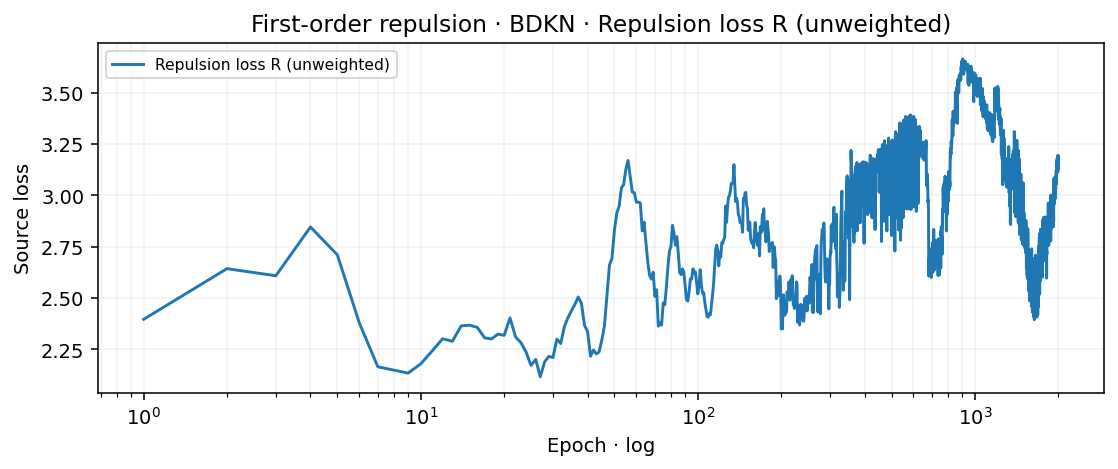 First-order repulsion · BDKN · Repulsion loss R (unweighted)
Repulsion loss R (unweighted)
Source loss
3.50
3.25
3.00
2.75
2.50
2.25
10⁰ 10¹ 10² 10³
Epoch · log